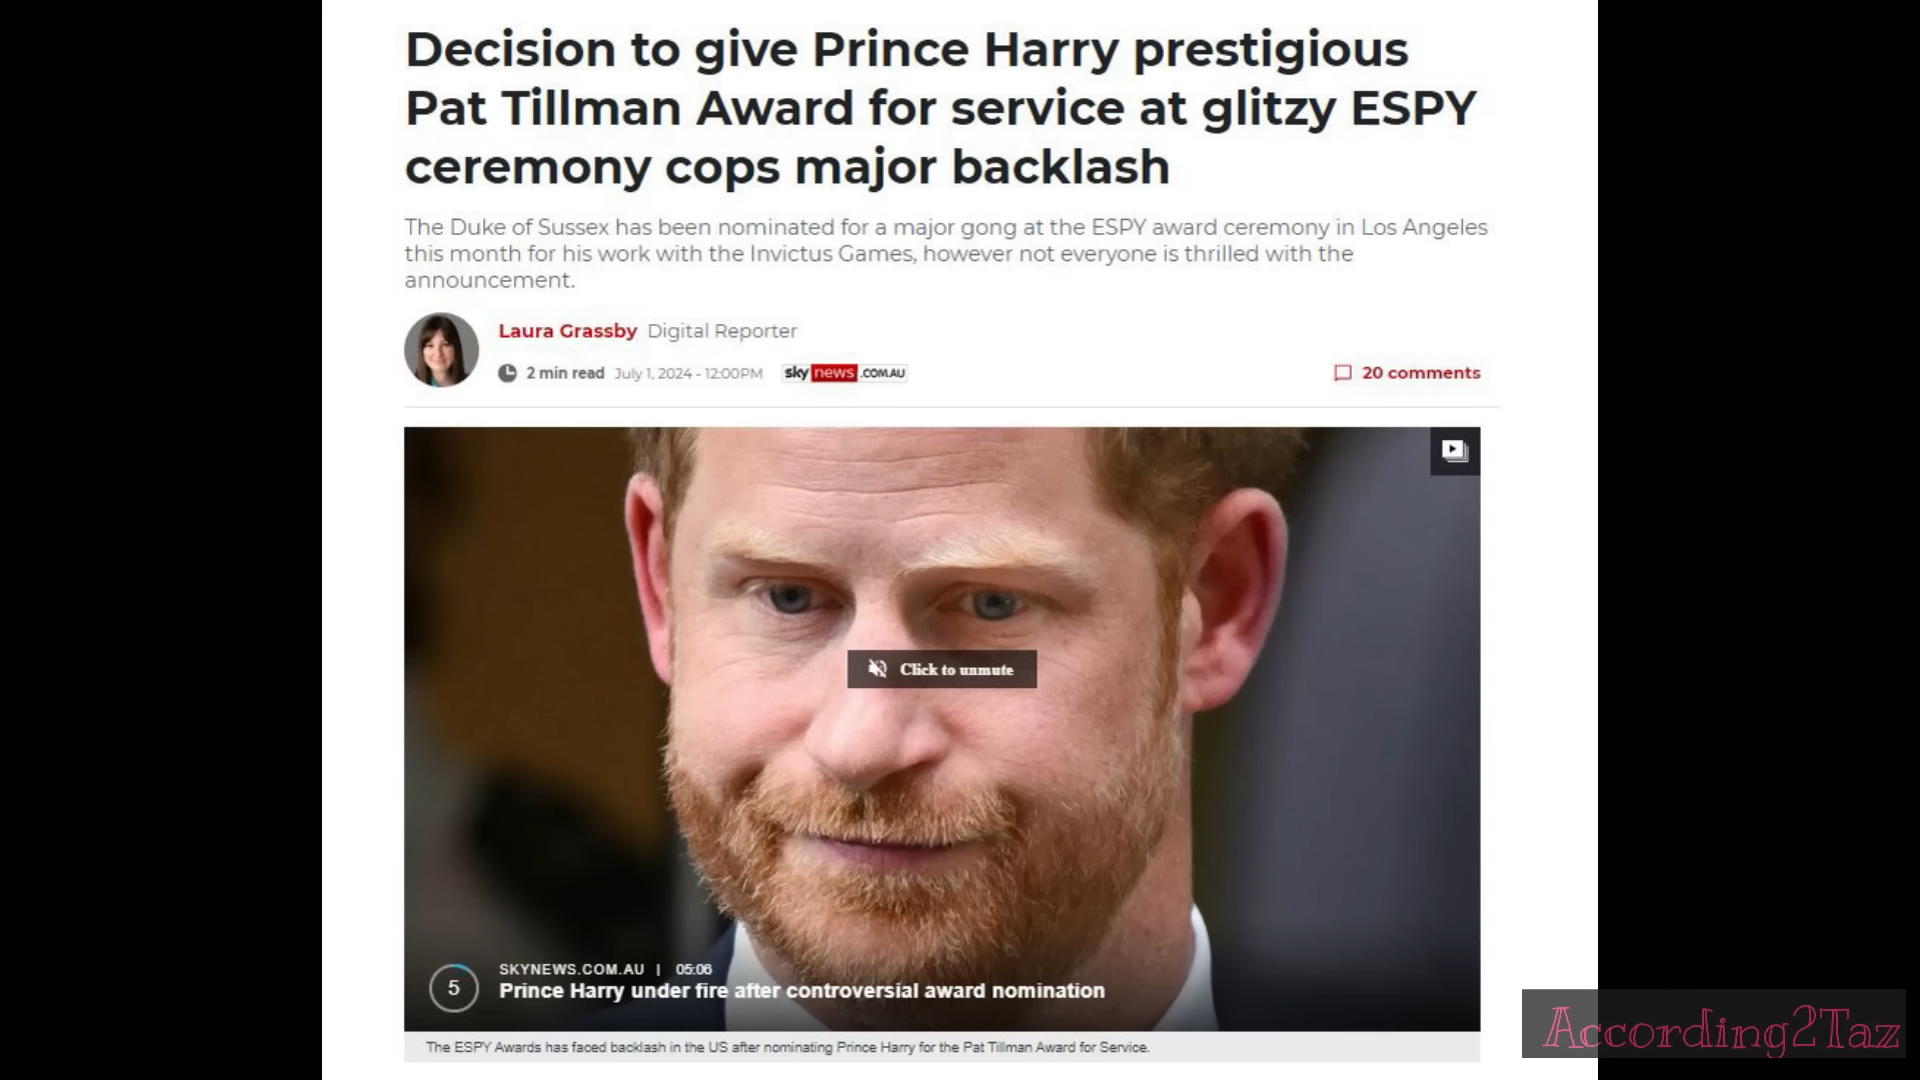 Decision to give Prince Harry prestigious
Pat Tillman Award for service at glitzy ESPY
ceremony cops major backlash
The Duke of Sussex has been nominated for a major gong at the ESPY award ceremony in Los Angeles
this month for his work with the Invictus Games, however not everyone is thrilled with the
announcement.
Laura Grassby Digital Reporter
2 min read July 1, 2024 - 12:00PM sky news .COM.AU 20 comments
Click to unmute
SKYNEWS.COM.AU | 05:06
5 Prince Harry under fire after controversial award nomination
The ESPY Awards has faced backlash in the US after nominating Prince Harry for the Pat Tillman Award for Service.
According2Taz